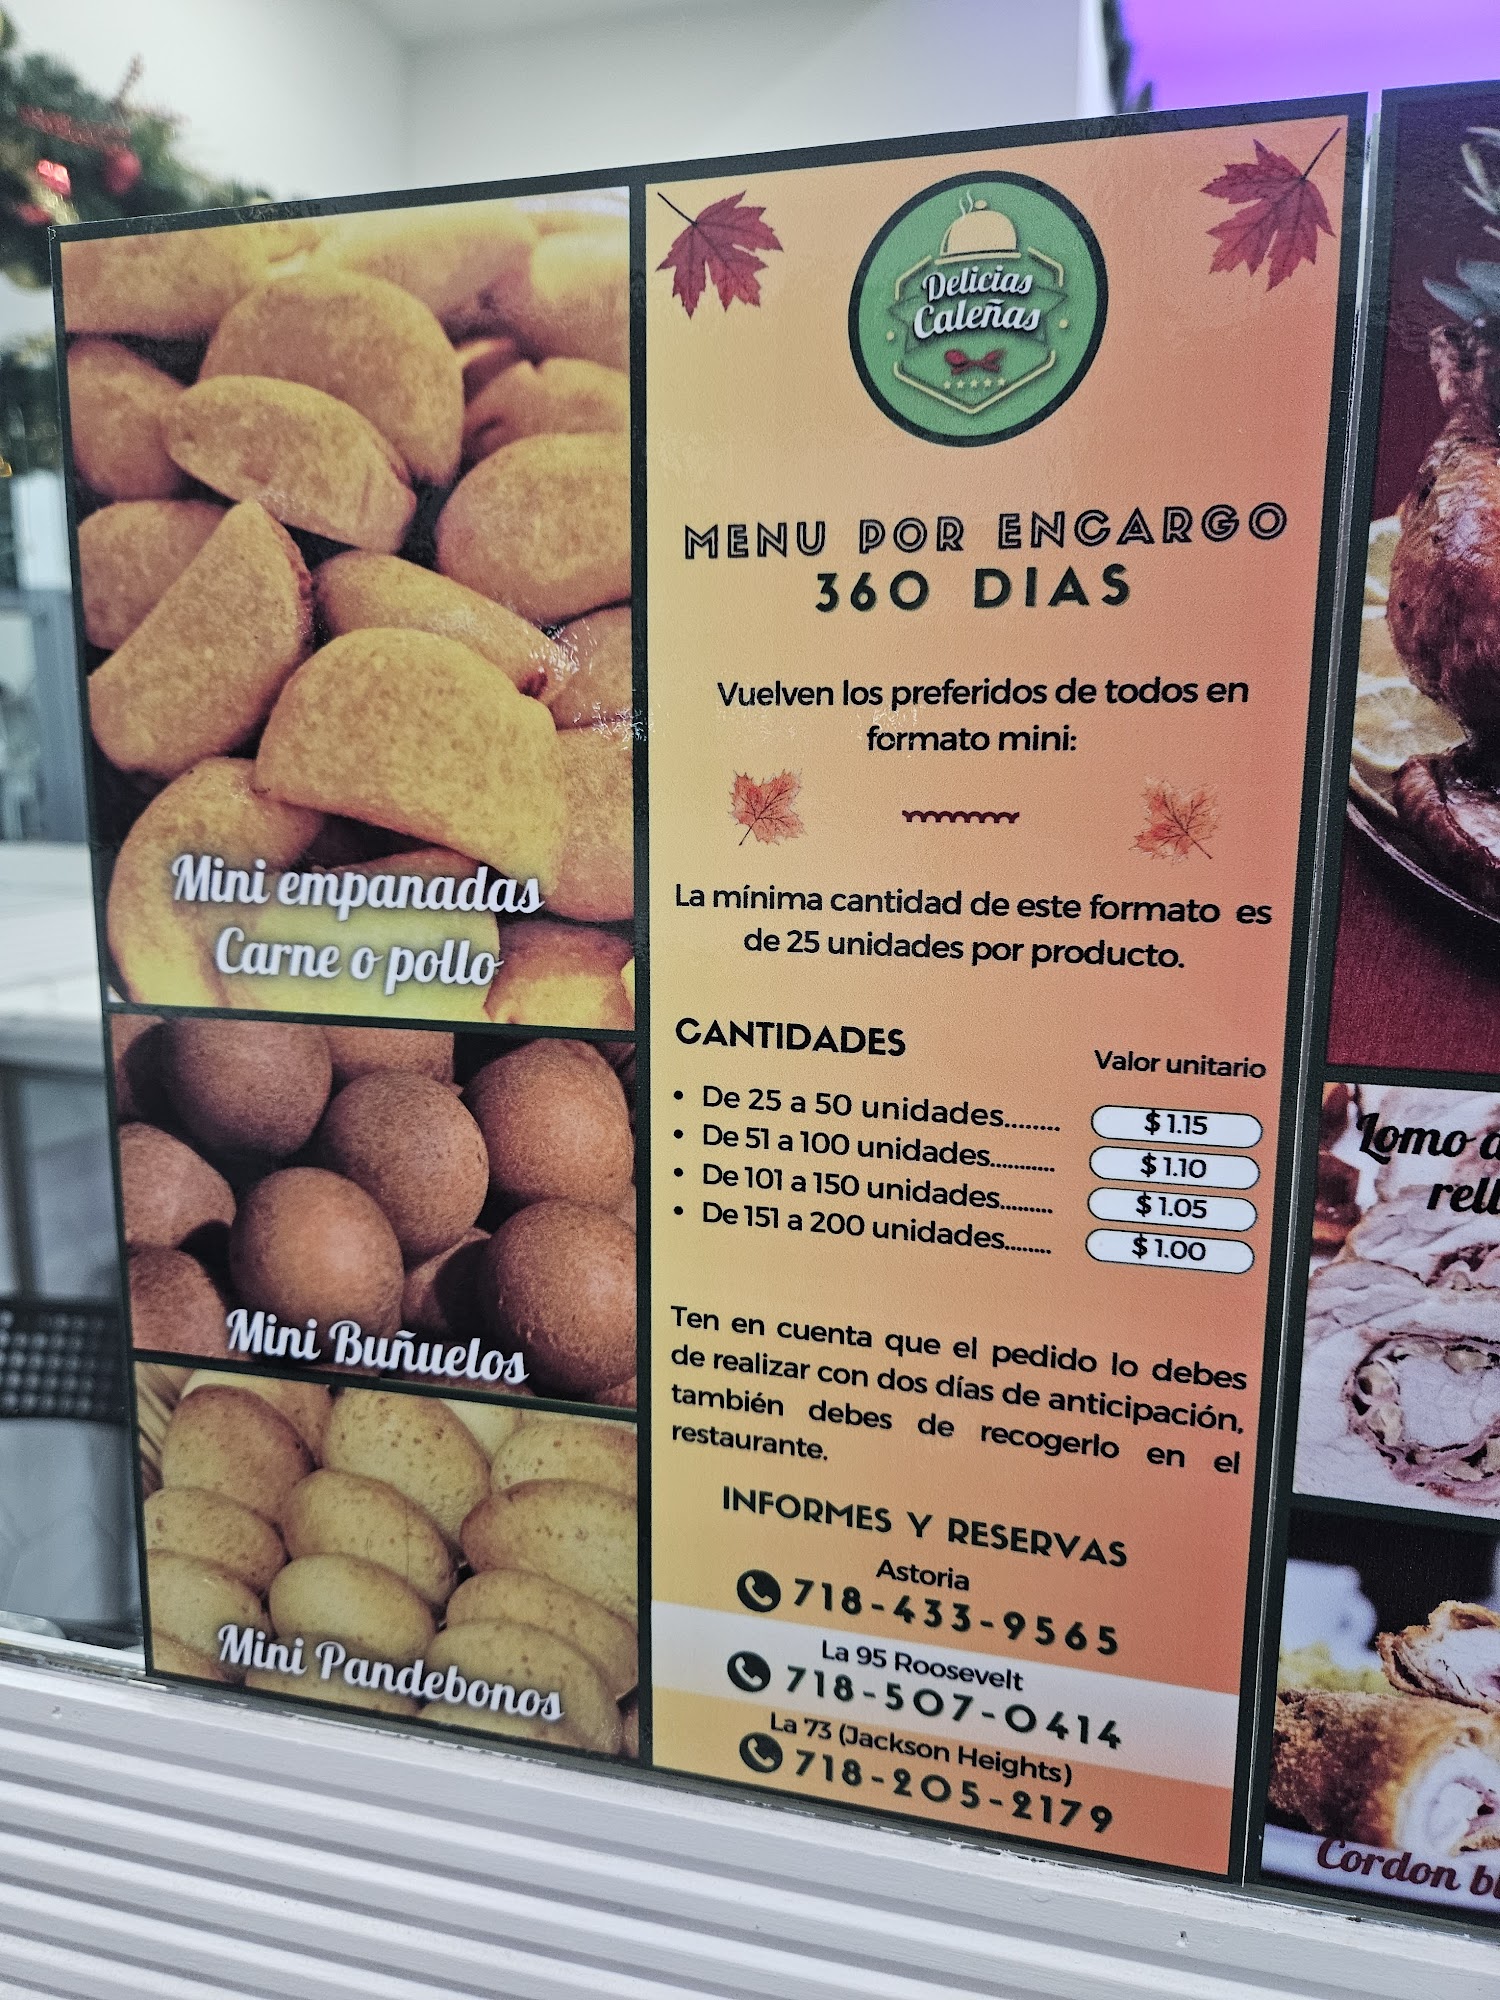 Mini empanadas
Carne o pollo
Mini Buñuelos
Mini Pandebonos
Delicias
Caleñas
MENU POR ENCARGO
360 DIAS
Vuelven los preferidos de todos en
formato mini:
La mínima cantidad de este formato es
de 25 unidades por producto.
CANTIDADES
Valor unitario
• De 25 a 50 unidades........ $ 1.15
• De 51 a 100 unidades........... $ 1.10
• De 101 a 150 unidades......... $ 1.05
• De 151 a 200 unidades........ $ 1.00
Ten en cuenta que el pedido lo debes
de realizar con dos días de anticipación,
también debes de recogerlo en el
restaurante.
INFORMES Y RESERVAS
Astoria
718-433-9565
La 95 Roosevelt
718-507-0414
La 73 (Jackson Heights)
718-205-2179
Lomo
Cordon